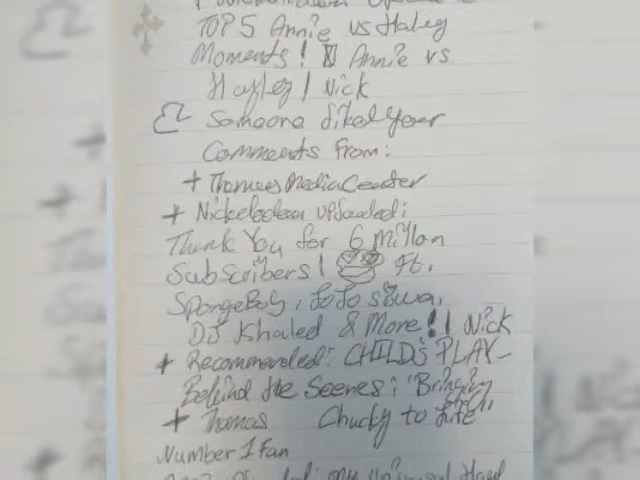 TOP 5 Annie vs Haley
Moments! Annie vs
Hayley | Nick
Someone liked your
Comments from:
+ ThomasMediaCenter
+ Nickelodeon uploaded:
Thank You for 6 Million
Subscribers! Ft.
SpongeBob, JoJo Siwa,
DJ Khaled & More! | Nick
+ Recommended: CHILD'S PLAY -
Behind the Scenes: "Bringing
Chucky to Life"
+ Thomas
Number 1 Fan